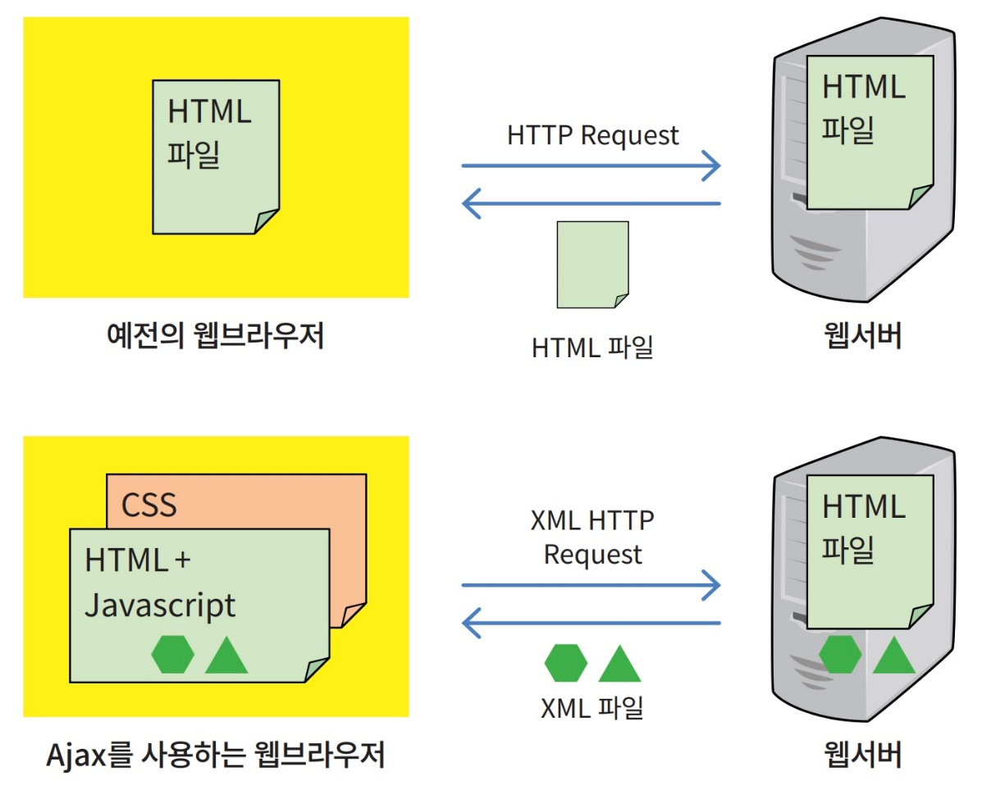 HTML
파일
HTTP Request
HTML 파일
HTML
파일
예전의 웹브라우저
웹서버
CSS
HTML+
Javascript
XML HTTP
Request
XML 파일
HTML
파일
Ajax를 사용하는 웹브라우저
웹서버